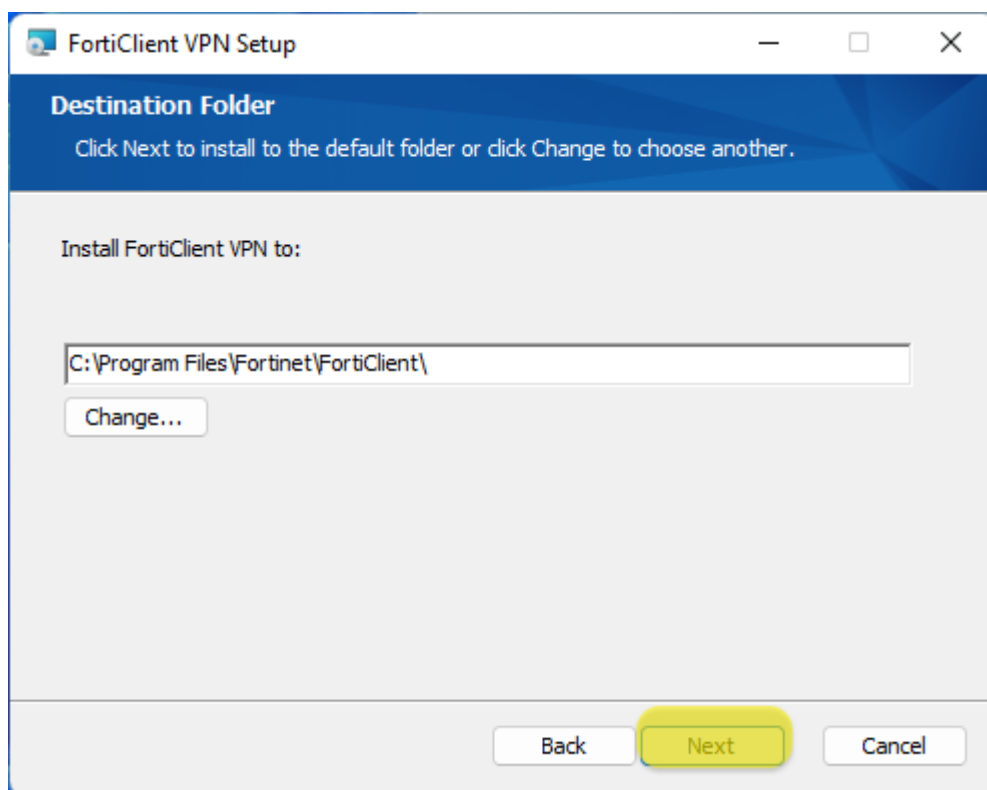 FortiClient VPN Setup
Destination Folder
Click Next to install to the default folder or click Change to choose another.
Install FortiClient VPN to:
C:\Program Files\Fortinet\FortiClient\
Change...
Back Next Cancel